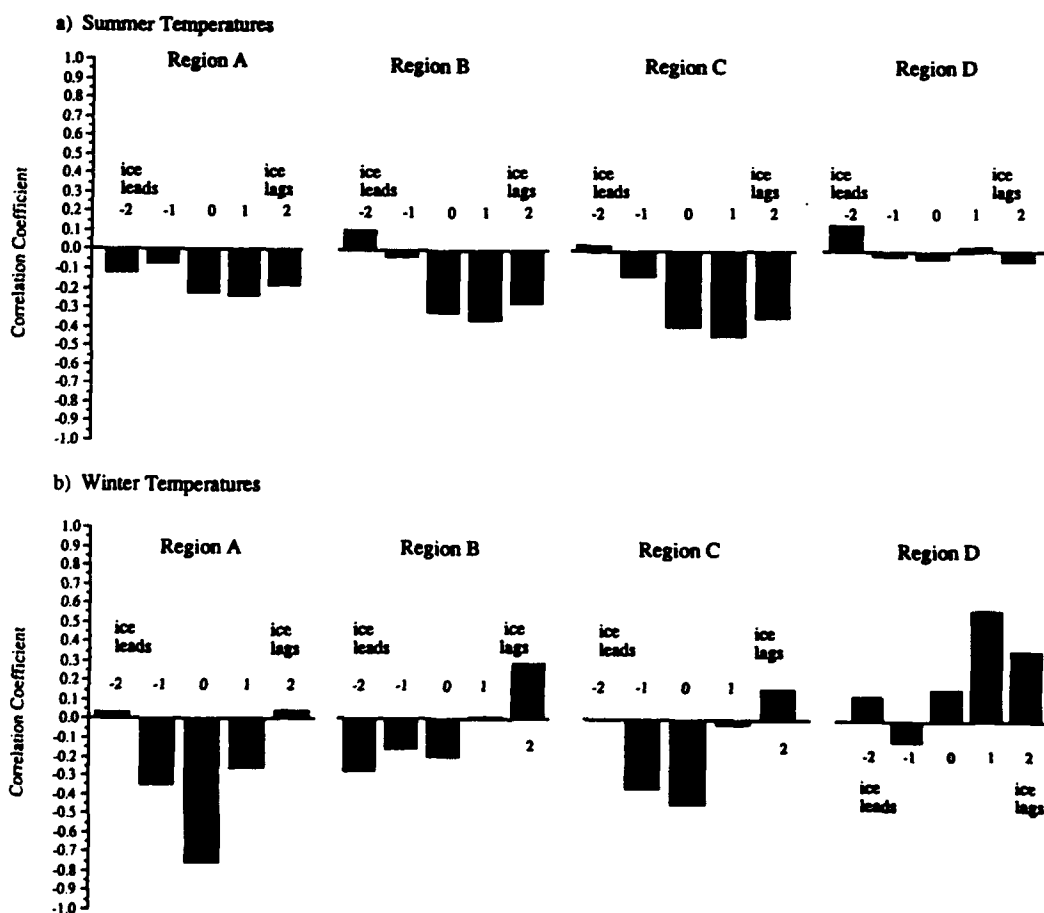 a) Summer Temperatures
Region A
Region B
Region C
Region D
1.0
0.9
0.8
0.7
0.6
0.5
0.4
0.3
0.2
0.1
0.0
-0.1
-0.2
-0.3
-0.4
-0.5
-0.6
-0.7
-0.8
-0.9
-1.0
Correlation Coefficient
ice leads
ice lags
-2 -1 0 1 2
ice leads
ice lags
-2 -1 0 1 2
ice leads
ice lags
-2 -1 0 1 2
ice leads
ice lags
-2 -1 0 1 2
b) Winter Temperatures
Region A
Region B
Region C
Region D
1.0
0.9
0.8
0.7
0.6
0.5
0.4
0.3
0.2
0.1
0.0
-0.1
-0.2
-0.3
-0.4
-0.5
-0.6
-0.7
-0.8
-0.9
-1.0
Correlation Coefficient
ice leads
ice lags
-2 -1 0 1 2
ice leads
ice lags
-2 -1 0 1 2
ice leads
ice lags
-2 -1 0 1 2
-2 -1 0 1 2
ice leads
ice lags